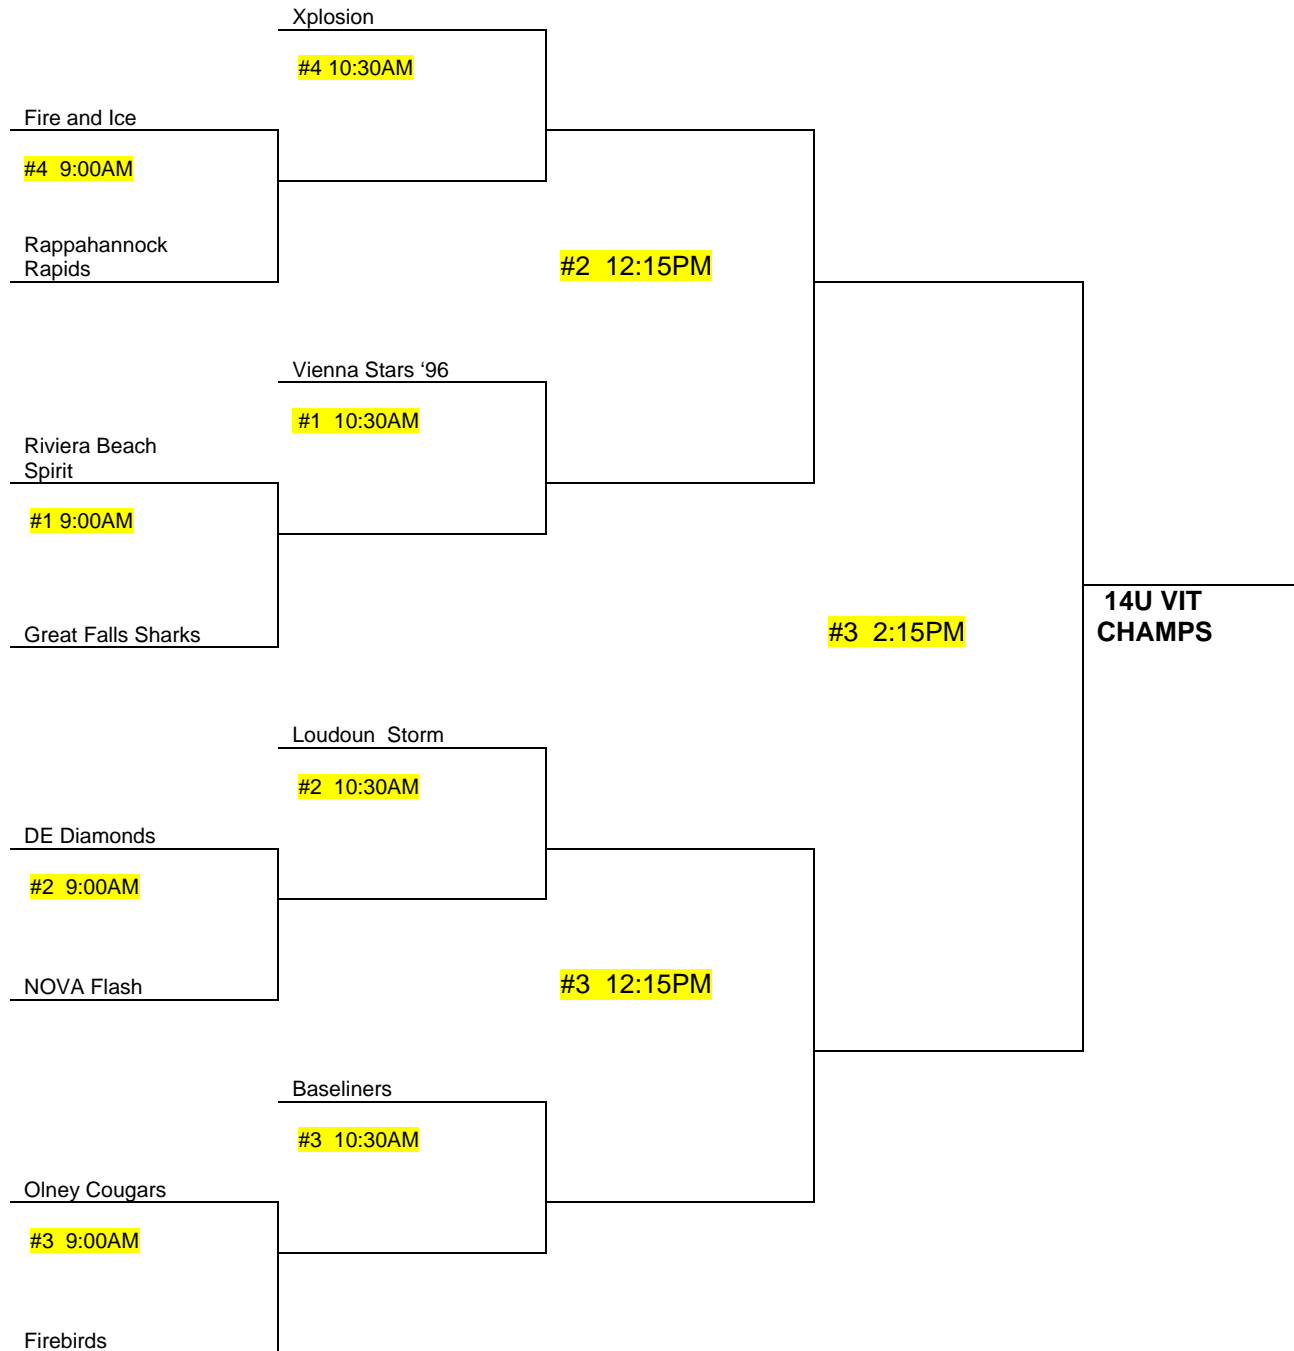 Xplosion
#4 10:30AM
Fire and Ice
#4  9:00AM
Rappahannock
Rapids
#2  12:15PM
Vienna Stars ‘96
#1  10:30AM
Riviera Beach
Spirit
#1 9:00AM
14U VIT
CHAMPS
Great Falls Sharks
#3  2:15PM
Loudoun  Storm
#2  10:30AM
DE Diamonds
#2  9:00AM
NOVA Flash
#3  12:15PM
Baseliners
#3  10:30AM
Olney Cougars
#3  9:00AM
Firebirds